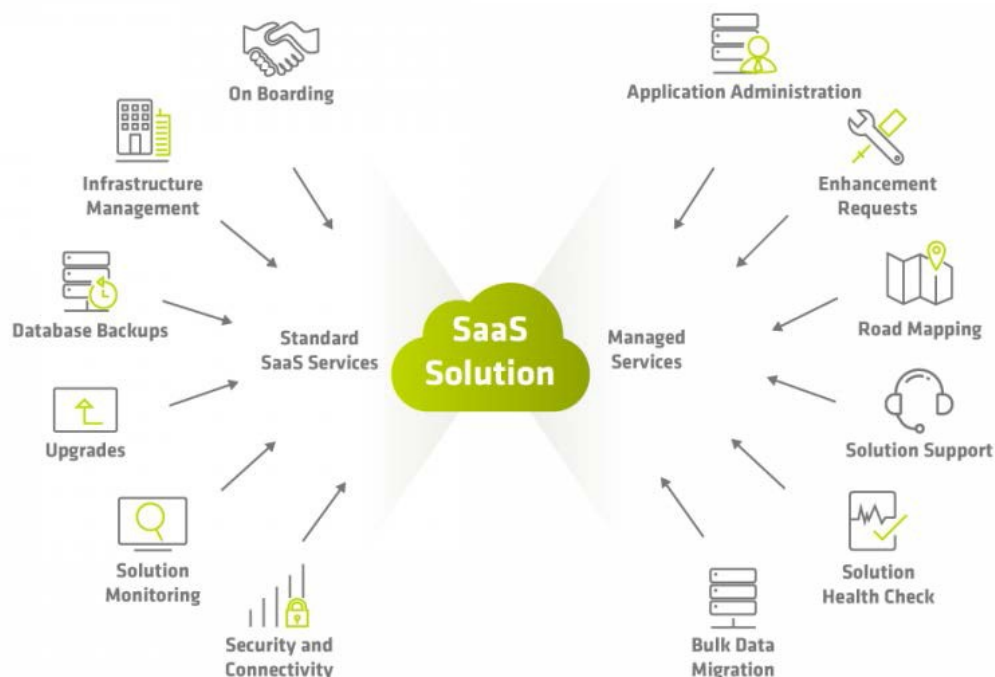 On Boarding
Application Administration
Infrastructure
Management
Enhancement
Requests
Database Backups
Standard
SaaS Services
SaaS
Solution
Managed
Services
Road Mapping
Upgrades
Solution Support
Solution
Monitoring
Solution
Health Check
Security and
Connectivity
Bulk Data
Migration